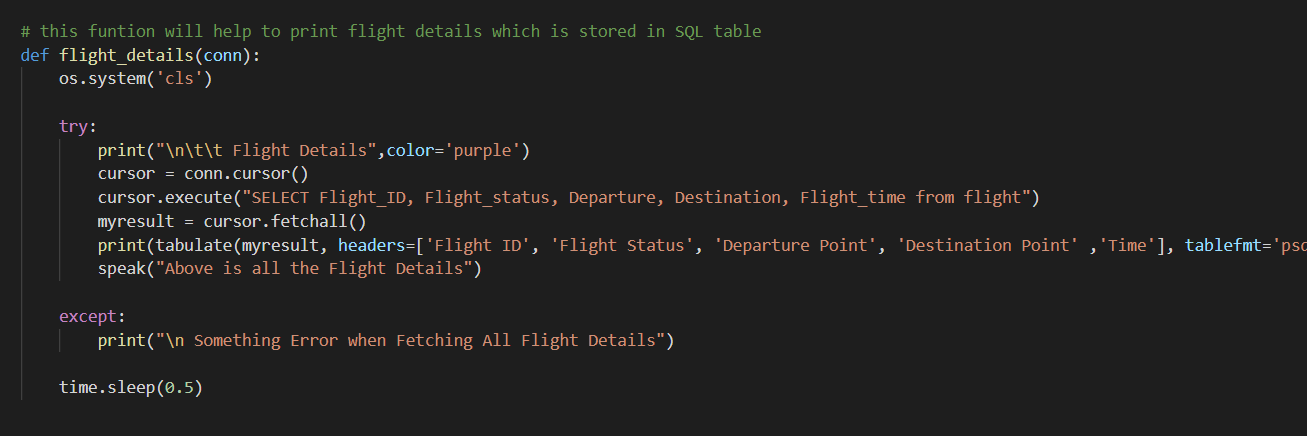 # this funtion will help to print flight details which is stored in SQL table
def flight_details(conn):
    os.system('cls')

    try:
        print("\n\t\t Flight Details",color='purple')
        cursor = conn.cursor()
        cursor.execute("SELECT Flight_ID, Flight_status, Departure, Destination, Flight_time from flight")
        myresult = cursor.fetchall()
        print(tabulate(myresult, headers=['Flight ID', 'Flight Status', 'Departure Point', 'Destination Point' ,'Time'], tablefmt=
        speak("Above is all the Flight Details")

    except:
        print("\n Something Error when Fetching All Flight Details")

    time.sleep(0.5)